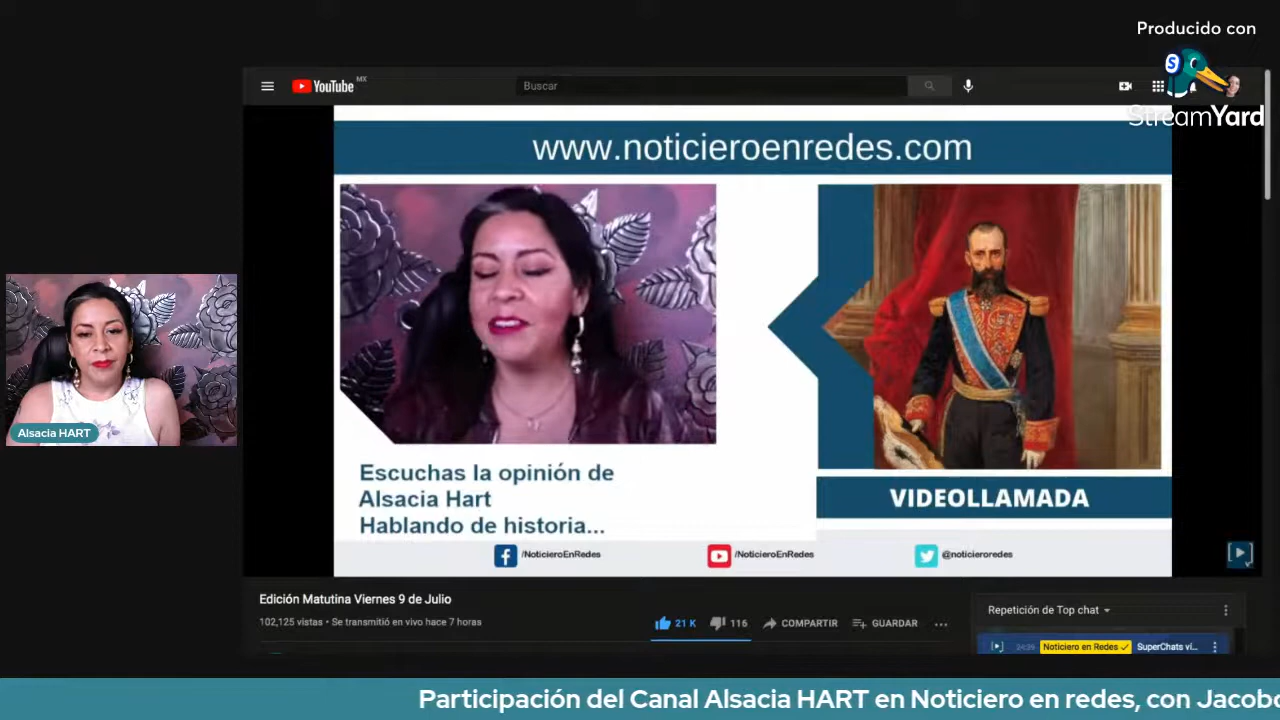 Producido con
StreamYard
YouTube MX
Buscar
www.noticieroenredes.com
Alsacia HART
Escuchas la opinión de
Alsacia Hart
Hablando de historia...
VIDEOLLAMADA
/NoticieroEnRedes
/NoticieroEnRedes
@noticieroredes
Edición Matutina Viernes 9 de Julio
102,125 vistas • Se transmitió en vivo hace 7 horas
21 K
116
COMPARTIR
GUARDAR
Repetición de Top chat
Noticiero en Redes
SuperChats vi...
Participación del Canal Alsacia HART en Noticiero en redes, con Jacobo